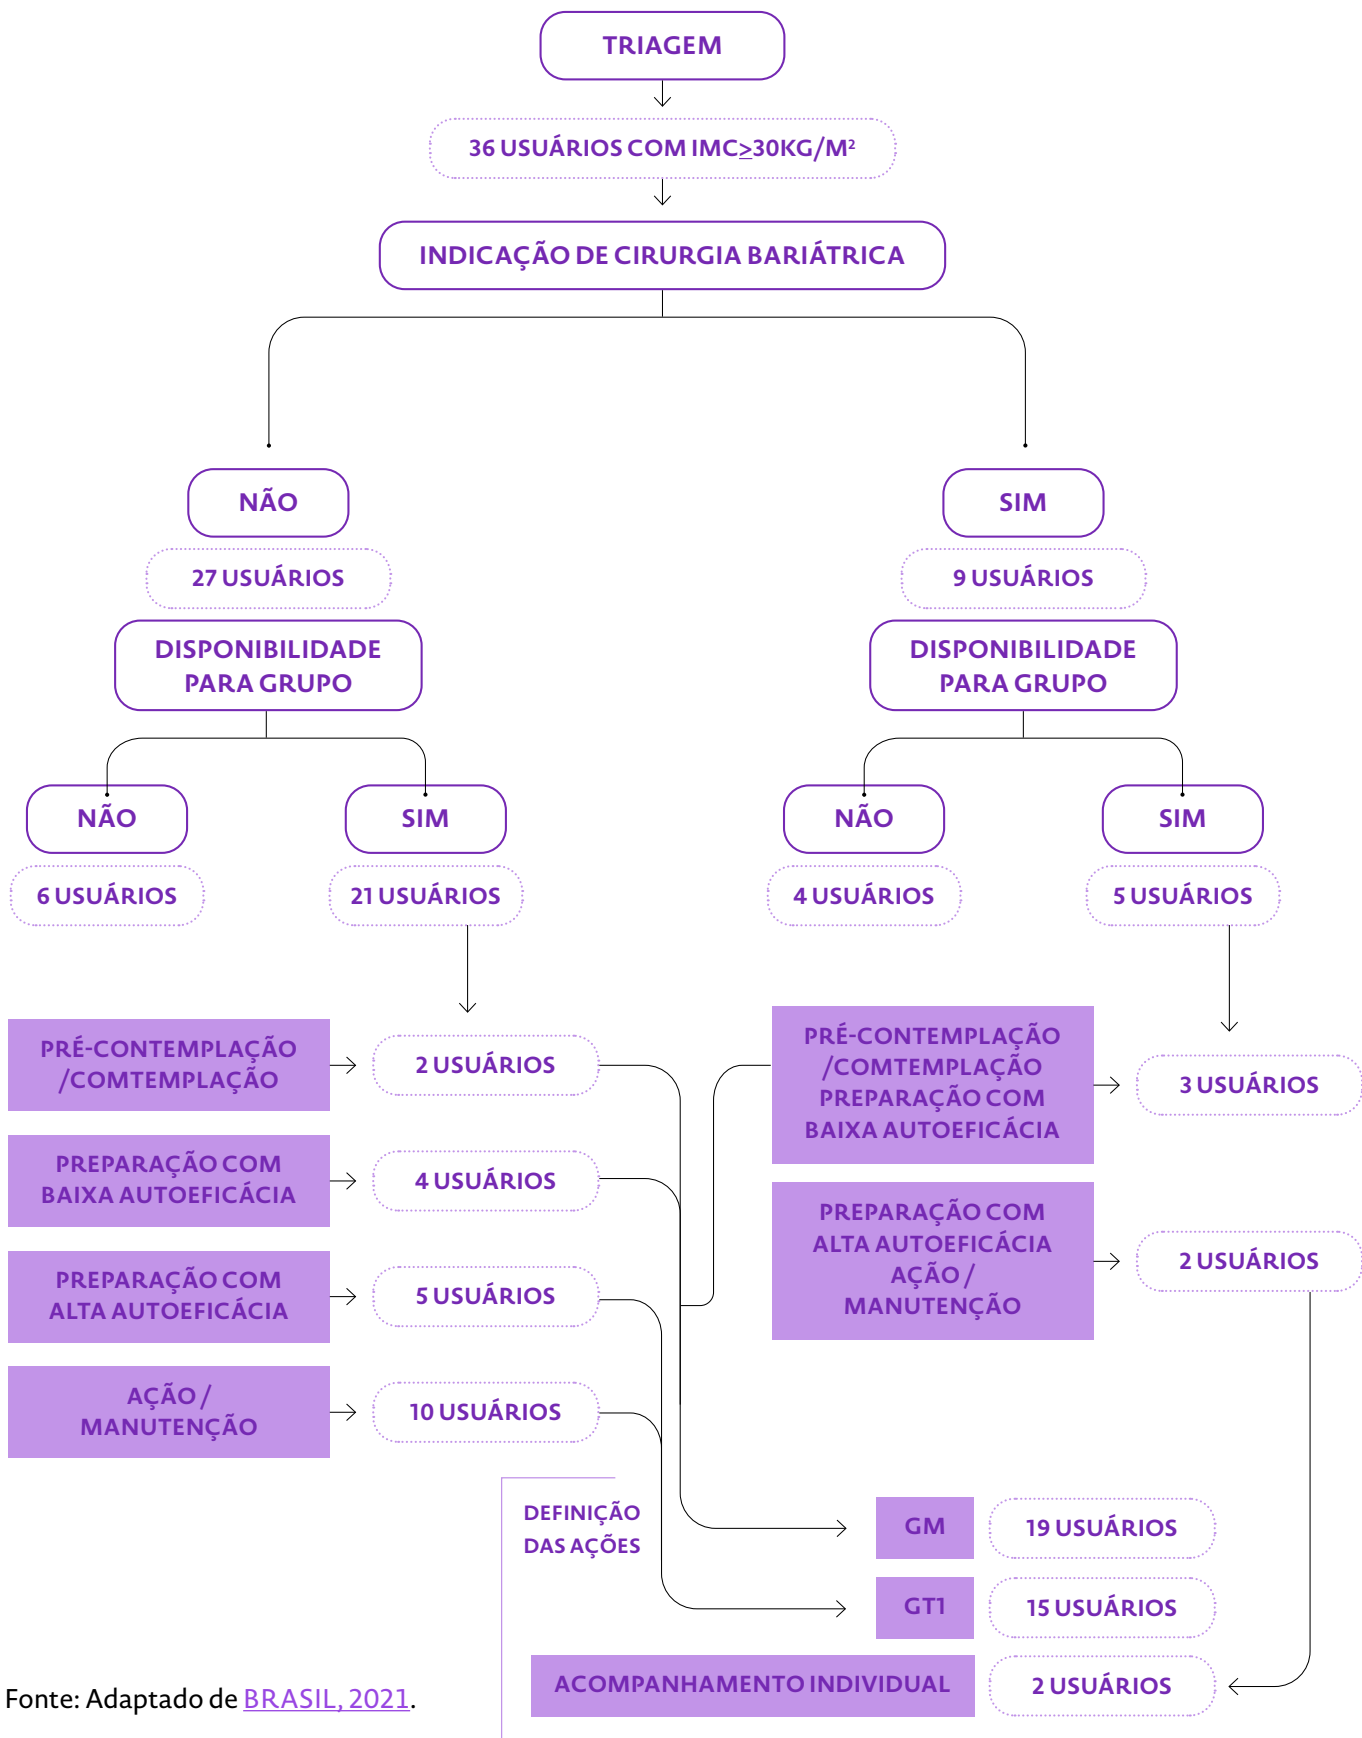 TRIAGEM
36 USUÁRIOS COM IMC≥30KG/M²
INDICAÇÃO DE CIRURGIA BARIÁTRICA
NÃO
SIM
27 USUÁRIOS
9 USUÁRIOS
DISPONIBILIDADE
PARA GRUPO
DISPONIBILIDADE
PARA GRUPO
NÃO
SIM
NÃO
SIM
6 USUÁRIOS
21 USUÁRIOS
4 USUÁRIOS
5 USUÁRIOS
PRÉ-CONTEMPLAÇÃO
/COMTEMPLAÇÃO
2 USUÁRIOS
PREPARAÇÃO COM
BAIXA AUTOEFICÁCIA
4 USUÁRIOS
PREPARAÇÃO COM
ALTA AUTOEFICÁCIA
5 USUÁRIOS
AÇÃO /
MANUTENÇÃO
10 USUÁRIOS
PRÉ-CONTEMPLAÇÃO
/COMTEMPLAÇÃO
PREPARAÇÃO COM
BAIXA AUTOEFICÁCIA
3 USUÁRIOS
PREPARAÇÃO COM
ALTA AUTOEFICÁCIA
AÇÃO /
MANUTENÇÃO
2 USUÁRIOS
DEFINIÇÃO
DAS AÇÕES
GM
19 USUÁRIOS
GT1
15 USUÁRIOS
ACOMPANHAMENTO INDIVIDUAL
2 USUÁRIOS
Fonte: Adaptado de BRASIL, 2021.